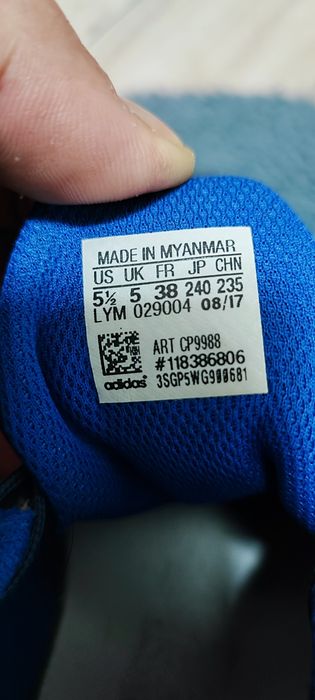 MADE IN MYANMAR
US UK FR JP CHN
5½ 5 38 240 235
LYM 029004 08/17
ART CP9988
#118386806
adidas 3SGP5WG900681